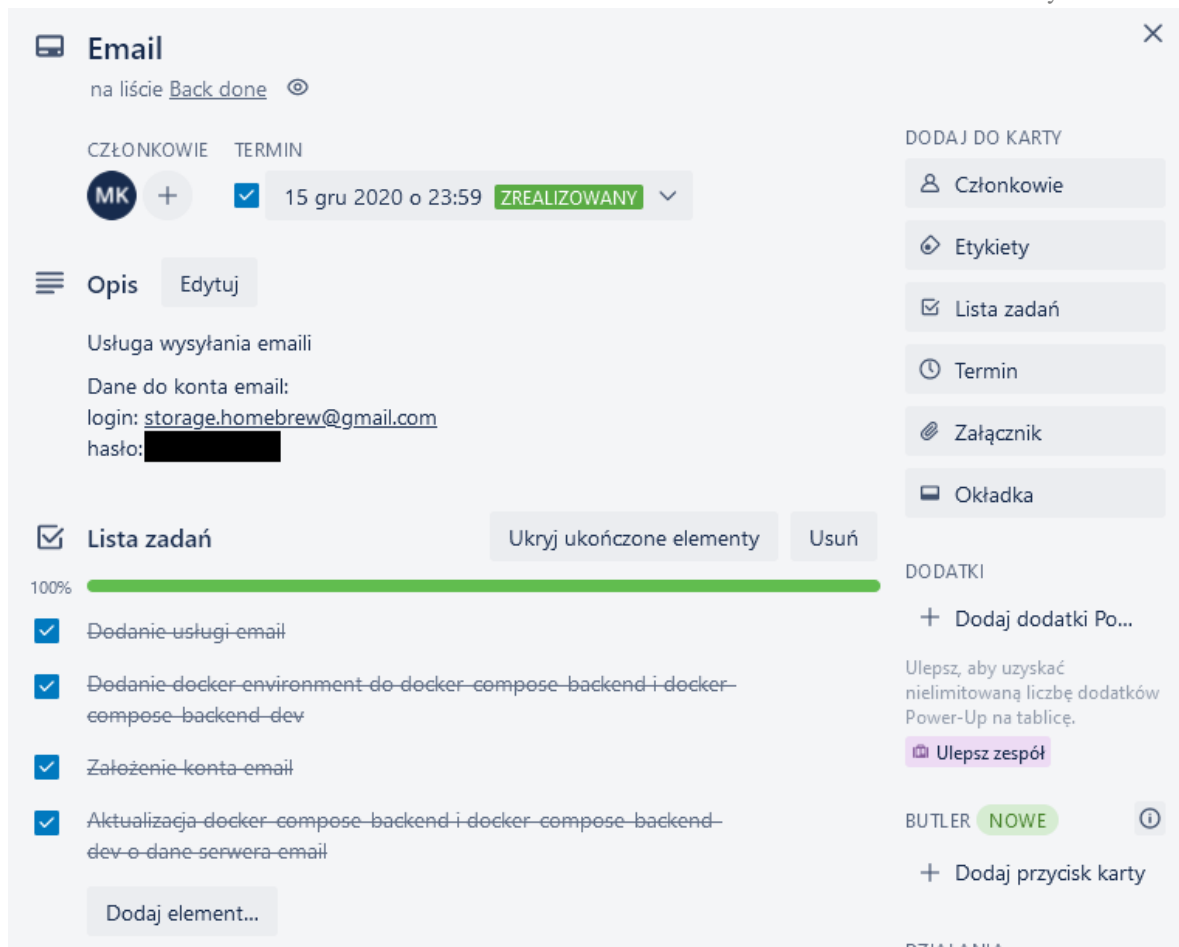 Email
na liście Back done
CZŁONKOWIE TERMIN
MK
15 gru 2020 o 23:59 ZREALIZOWANY
Opis Edytuj
Usługa wysyłania emaili
Dane do konta email:
login: storage.homebrew@gmail.com
hasło:
Lista zadań Ukryj ukończone elementy Usuń
100%
Dodanie usługi email
Dodanie docker environment do docker-compose-backend i docker-
compose-backend-dev
Założenie konta email
Aktualizacja docker-compose-backend i docker-compose-backend-
dev o dane serwera email
Dodaj element...
DODAJ DO KARTY
Członkowie
Etykiety
Lista zadań
Termin
Załącznik
Okładka
DODATKI
+ Dodaj dodatki Po...
Ulepsz, aby uzyskać
nielimitowaną liczbę dodatków
Power-Up na tablicę.
Ulepsz zespół
BUTLER NOWE
+ Dodaj przycisk karty